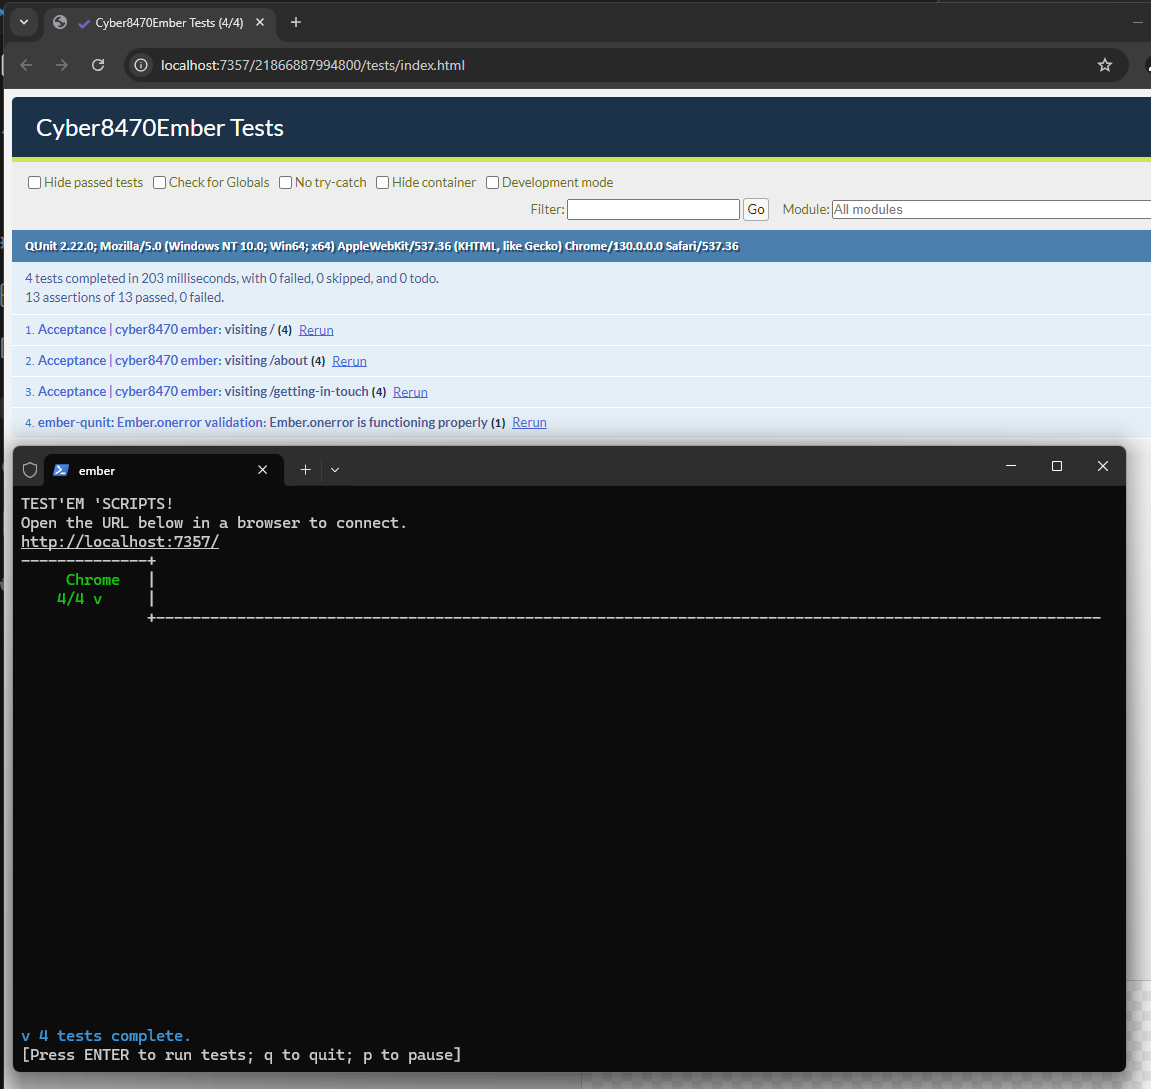 Cyber8470Ember Tests (4/4)
localhost:7357/21866887994800/tests/index.html
Cyber8470Ember Tests
Hide passed tests Check for Globals No try-catch Hide container Development mode
Filter: Go Module: All modules
QUnit 2.22.0; Mozilla/5.0 (Windows NT 10.0; Win64; x64) AppleWebKit/537.36 (KHTML, like Gecko) Chrome/130.0.0.0 Safari/537.36
4 tests completed in 203 milliseconds, with 0 failed, 0 skipped, and 0 todo.
13 assertions of 13 passed, 0 failed.
1. Acceptance | cyber8470 ember: visiting / (4) Rerun
2. Acceptance | cyber8470 ember: visiting /about (4) Rerun
3. Acceptance | cyber8470 ember: visiting /getting-in-touch (4) Rerun
4. ember-qunit: Ember.onerror validation: Ember.onerror is functioning properly (1) Rerun
ember
TEST'EM 'SCRIPTS!
Open the URL below in a browser to connect.
http://localhost:7357/
Chrome
4/4 v
v 4 tests complete.
[Press ENTER to run tests; q to quit; p to pause]